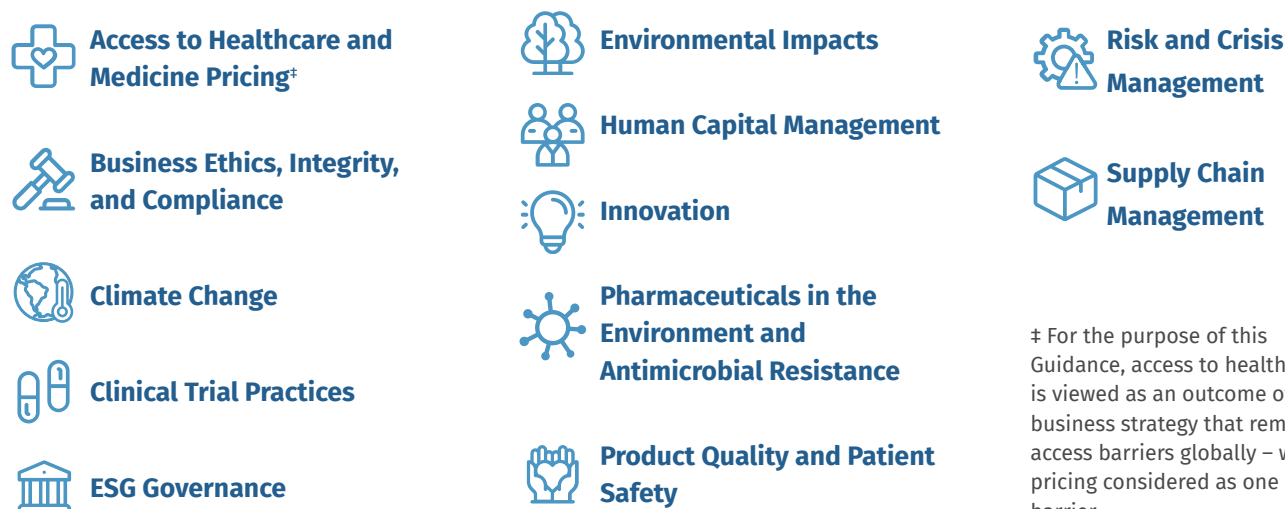 Access to Healthcare and
Medicine Pricing‡
Business Ethics, Integrity,
and Compliance
Climate Change
Clinical Trial Practices
ESG Governance
Environmental Impacts
Human Capital Management
Innovation
Pharmaceuticals in the
Environment and
Antimicrobial Resistance
Product Quality and Patient
Safety
Risk and Crisis
Management
Supply Chain
Management
‡ For the purpose of this
Guidance, access to
is viewed as an outcome
business strategy that
access barriers globally –
pricing considered as one
barrier